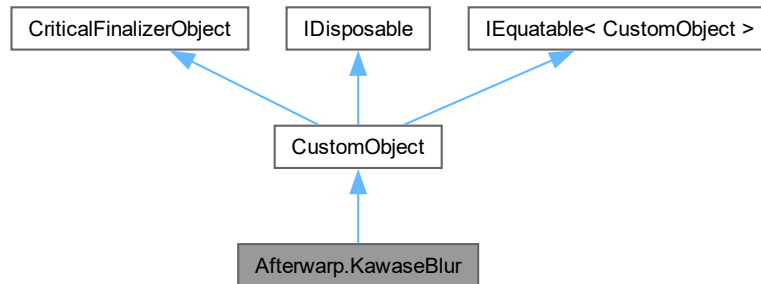 CriticalFinalizerObject
IDisposable
IEquatable< CustomObject >
CustomObject
Afterwarp.KawaseBlur